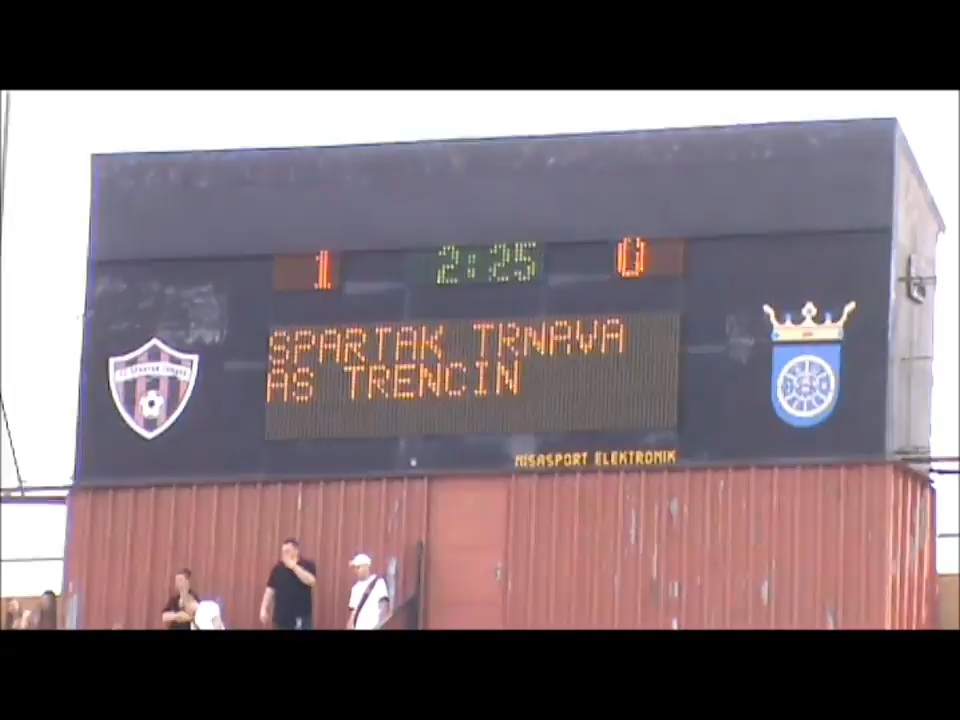 1 2:25 0
SPARTAK TRNAVA
AS TRENCIN
NISASPORT ELEKTRONIK